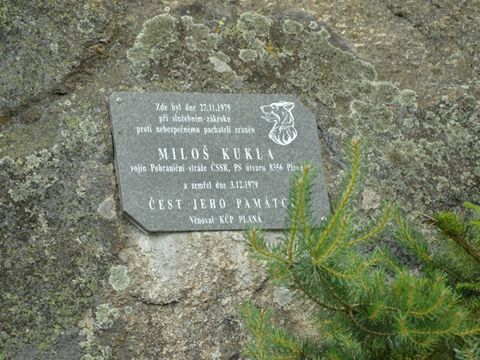 Zde byl dne 27.11.1979
při služebním zákroku
proti nebezpečnému pachateli zraněn
MILOŠ KUKLA
vojín Pohraniční stráže ČSSR, PS útvaru 8356 Planá
a zemřel dne 3.12.1979
ČEST JEHO PAMÁTCE
Věnoval KČP PLANÁ